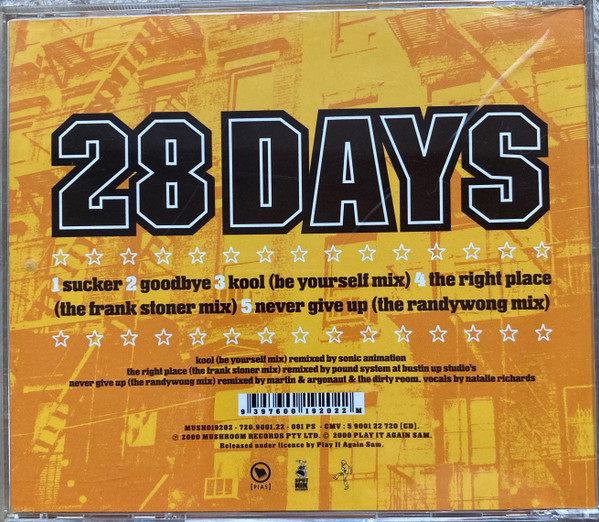 28 DAYS
1 sucker 2 goodbye 3 kool (be yourself mix) 4 the right place
(the frank stoner mix) 5 never give up (the randywong mix)
kool (be yourself mix) remixed by sonic animation
the right place (the frank stoner mix) remixed by pound system at bustin up studio's
never give up (the randywong mix) remixed by martin & argonant & the dirty room. vocals by natalie richards
9 397600 192022 M
MUSH019202 - 720.9001.22 - 081 PS - CMV : 5 9001 22 720 [CD].
℗ 2000 MUSHROOM RECORDS PTY LTD. © 2000 PLAY IT AGAIN SAM.
Released under licence by Play It Again Sam.
[PIAS]